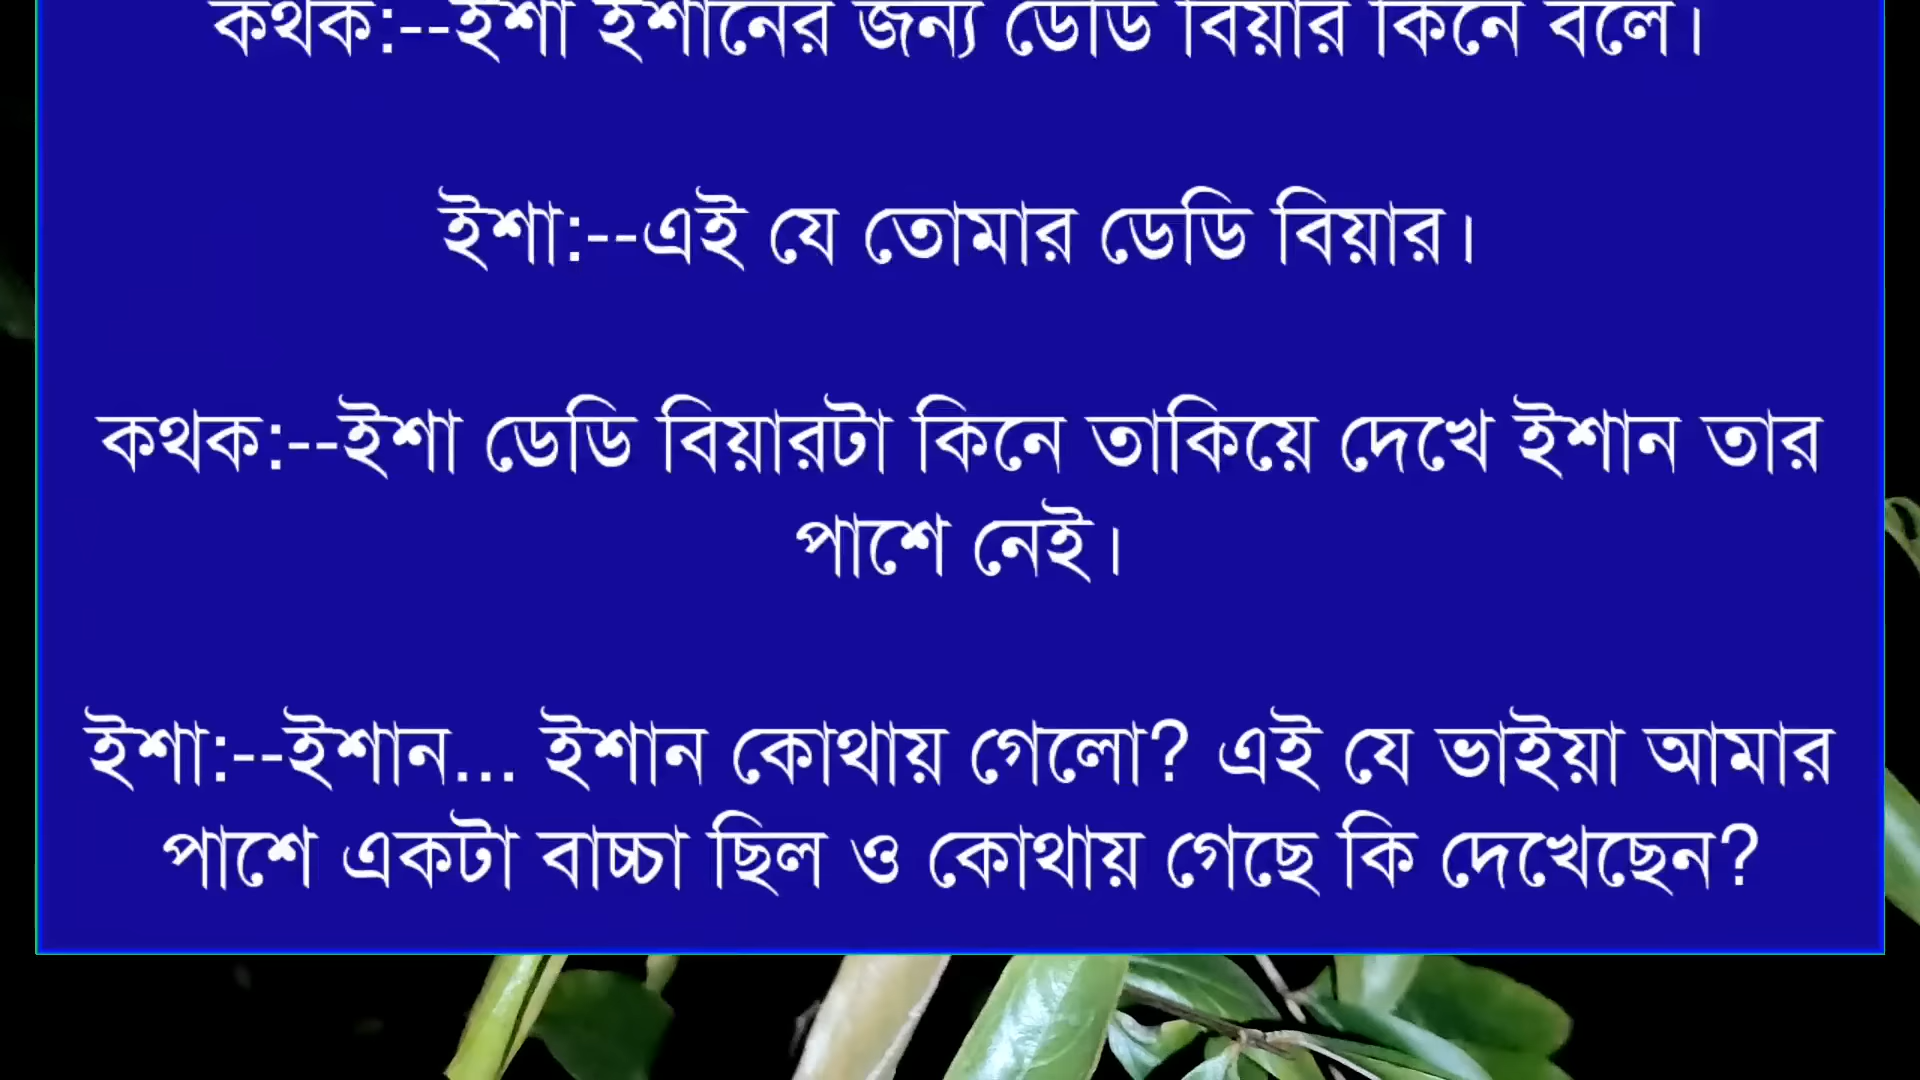 কথক:--ইশা ইশানের জন্য ডেডি বিয়ার কিনে বলে।
ইশা:--এই যে তোমার ডেডি বিয়ার।
কথক:--ইশা ডেডি বিয়ারটা কিনে তাকিয়ে দেখে ইশান তার
পাশে নেই।
ইশা:--ইশান... ইশান কোথায় গেলো? এই যে ভাইয়া আমার
পাশে একটা বাচ্চা ছিল ও কোথায় গেছে কি দেখেছেন?